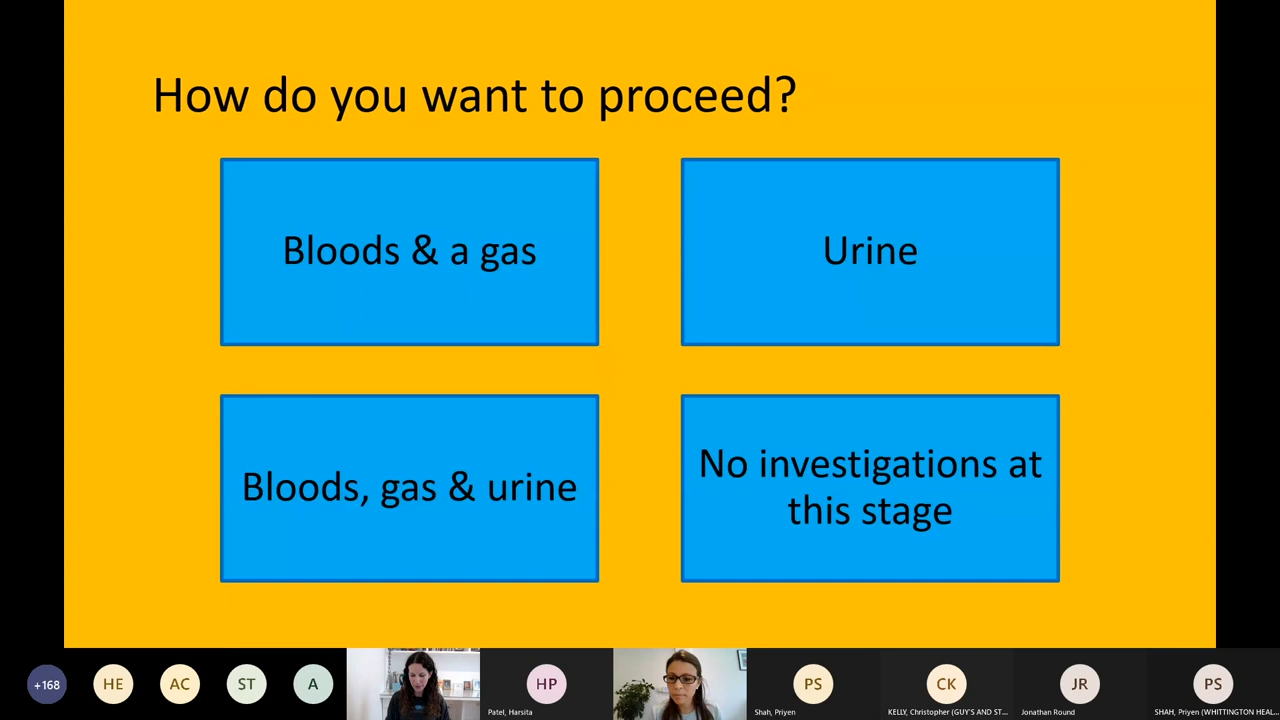 How do you want to proceed?
Bloods & a gas
Urine
Bloods, gas & urine
No investigations at
this stage
+168
HE
AC
ST
A
HP
Patel, Harsita
PS
Shah, Priyen
CK
KELLY, Christopher (GUY'S AND ST...
JR
Jonathan Round
PS
SHAH, Priyen (WHITTINGTON HEAL...